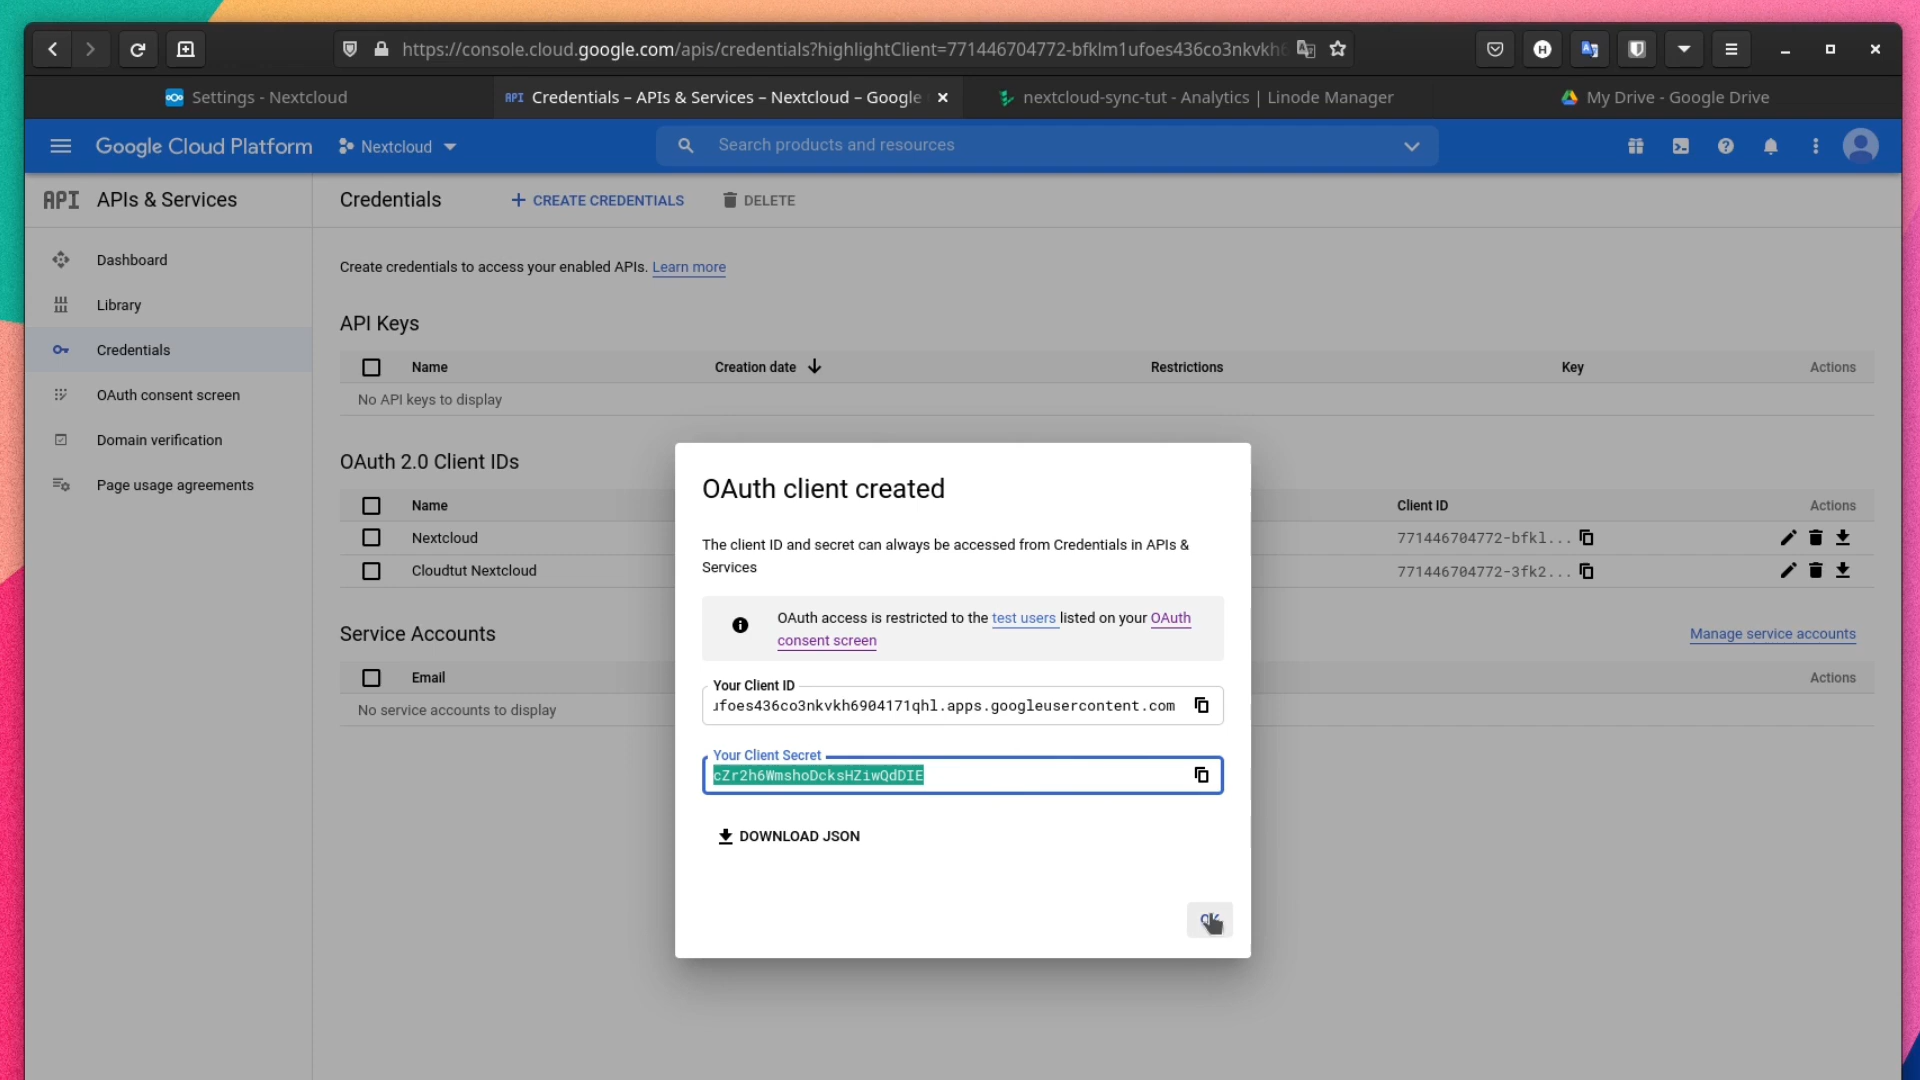 https://console.cloud.google.com/apis/credentials?highlightClient=771446704772-bfklm1ufoes436co3nkvkh6
Settings - Nextcloud
API Credentials – APIs & Services – Nextcloud – Google
nextcloud-sync-tut - Analytics | Linode Manager
My Drive - Google Drive
Google Cloud Platform
Nextcloud
Search products and resources
API APIs & Services
Credentials
CREATE CREDENTIALS
DELETE
Dashboard
Library
Credentials
OAuth consent screen
Domain verification
Page usage agreements
Create credentials to access your enabled APIs. Learn more
API Keys
Name Creation date Restrictions Key Actions
No API keys to display
OAuth 2.0 Client IDs
Name Client ID Actions
Nextcloud 771446704772-bfkl...
Cloudtut Nextcloud 771446704772-3fk2...
Service Accounts
Manage service accounts
Email Actions
No service accounts to display
OAuth client created
The client ID and secret can always be accessed from Credentials in APIs &
Services
OAuth access is restricted to the test users listed on your OAuth
consent screen
Your Client ID
ufoes436co3nkvkh6904171qhl.apps.googleusercontent.com
Your Client Secret
cZr2h6WmshoDcksHZiwQdDIE
DOWNLOAD JSON